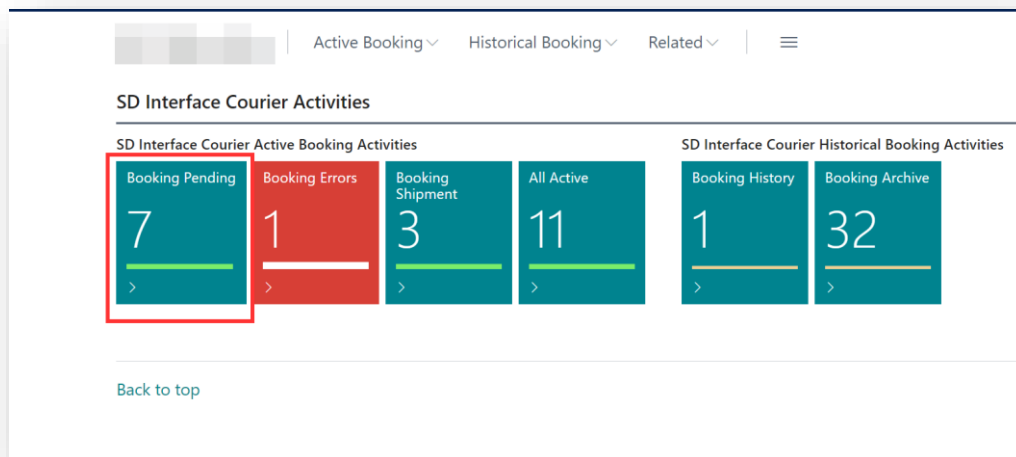 Active Booking
Historical Booking
Related
SD Interface Courier Activities
SD Interface Courier Active Booking Activities
Booking Pending
7
Booking Errors
1
Booking
Shipment
3
All Active
11
SD Interface Courier Historical Booking Activities
Booking History
1
Booking Archive
32
Back to top